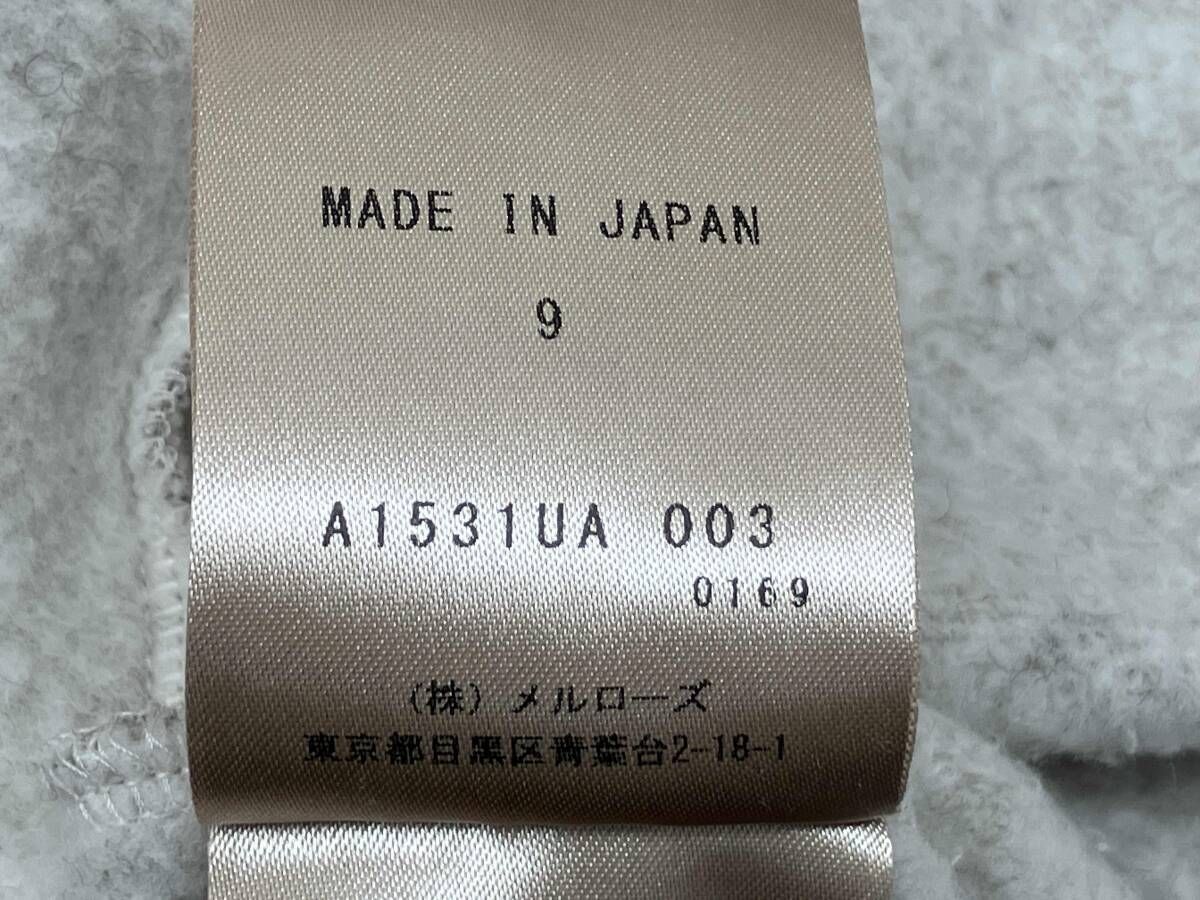 MADE IN JAPAN
9
A1531UA 003
0169
(株) メルローズ
東京都目黒区青葉台2-18-1